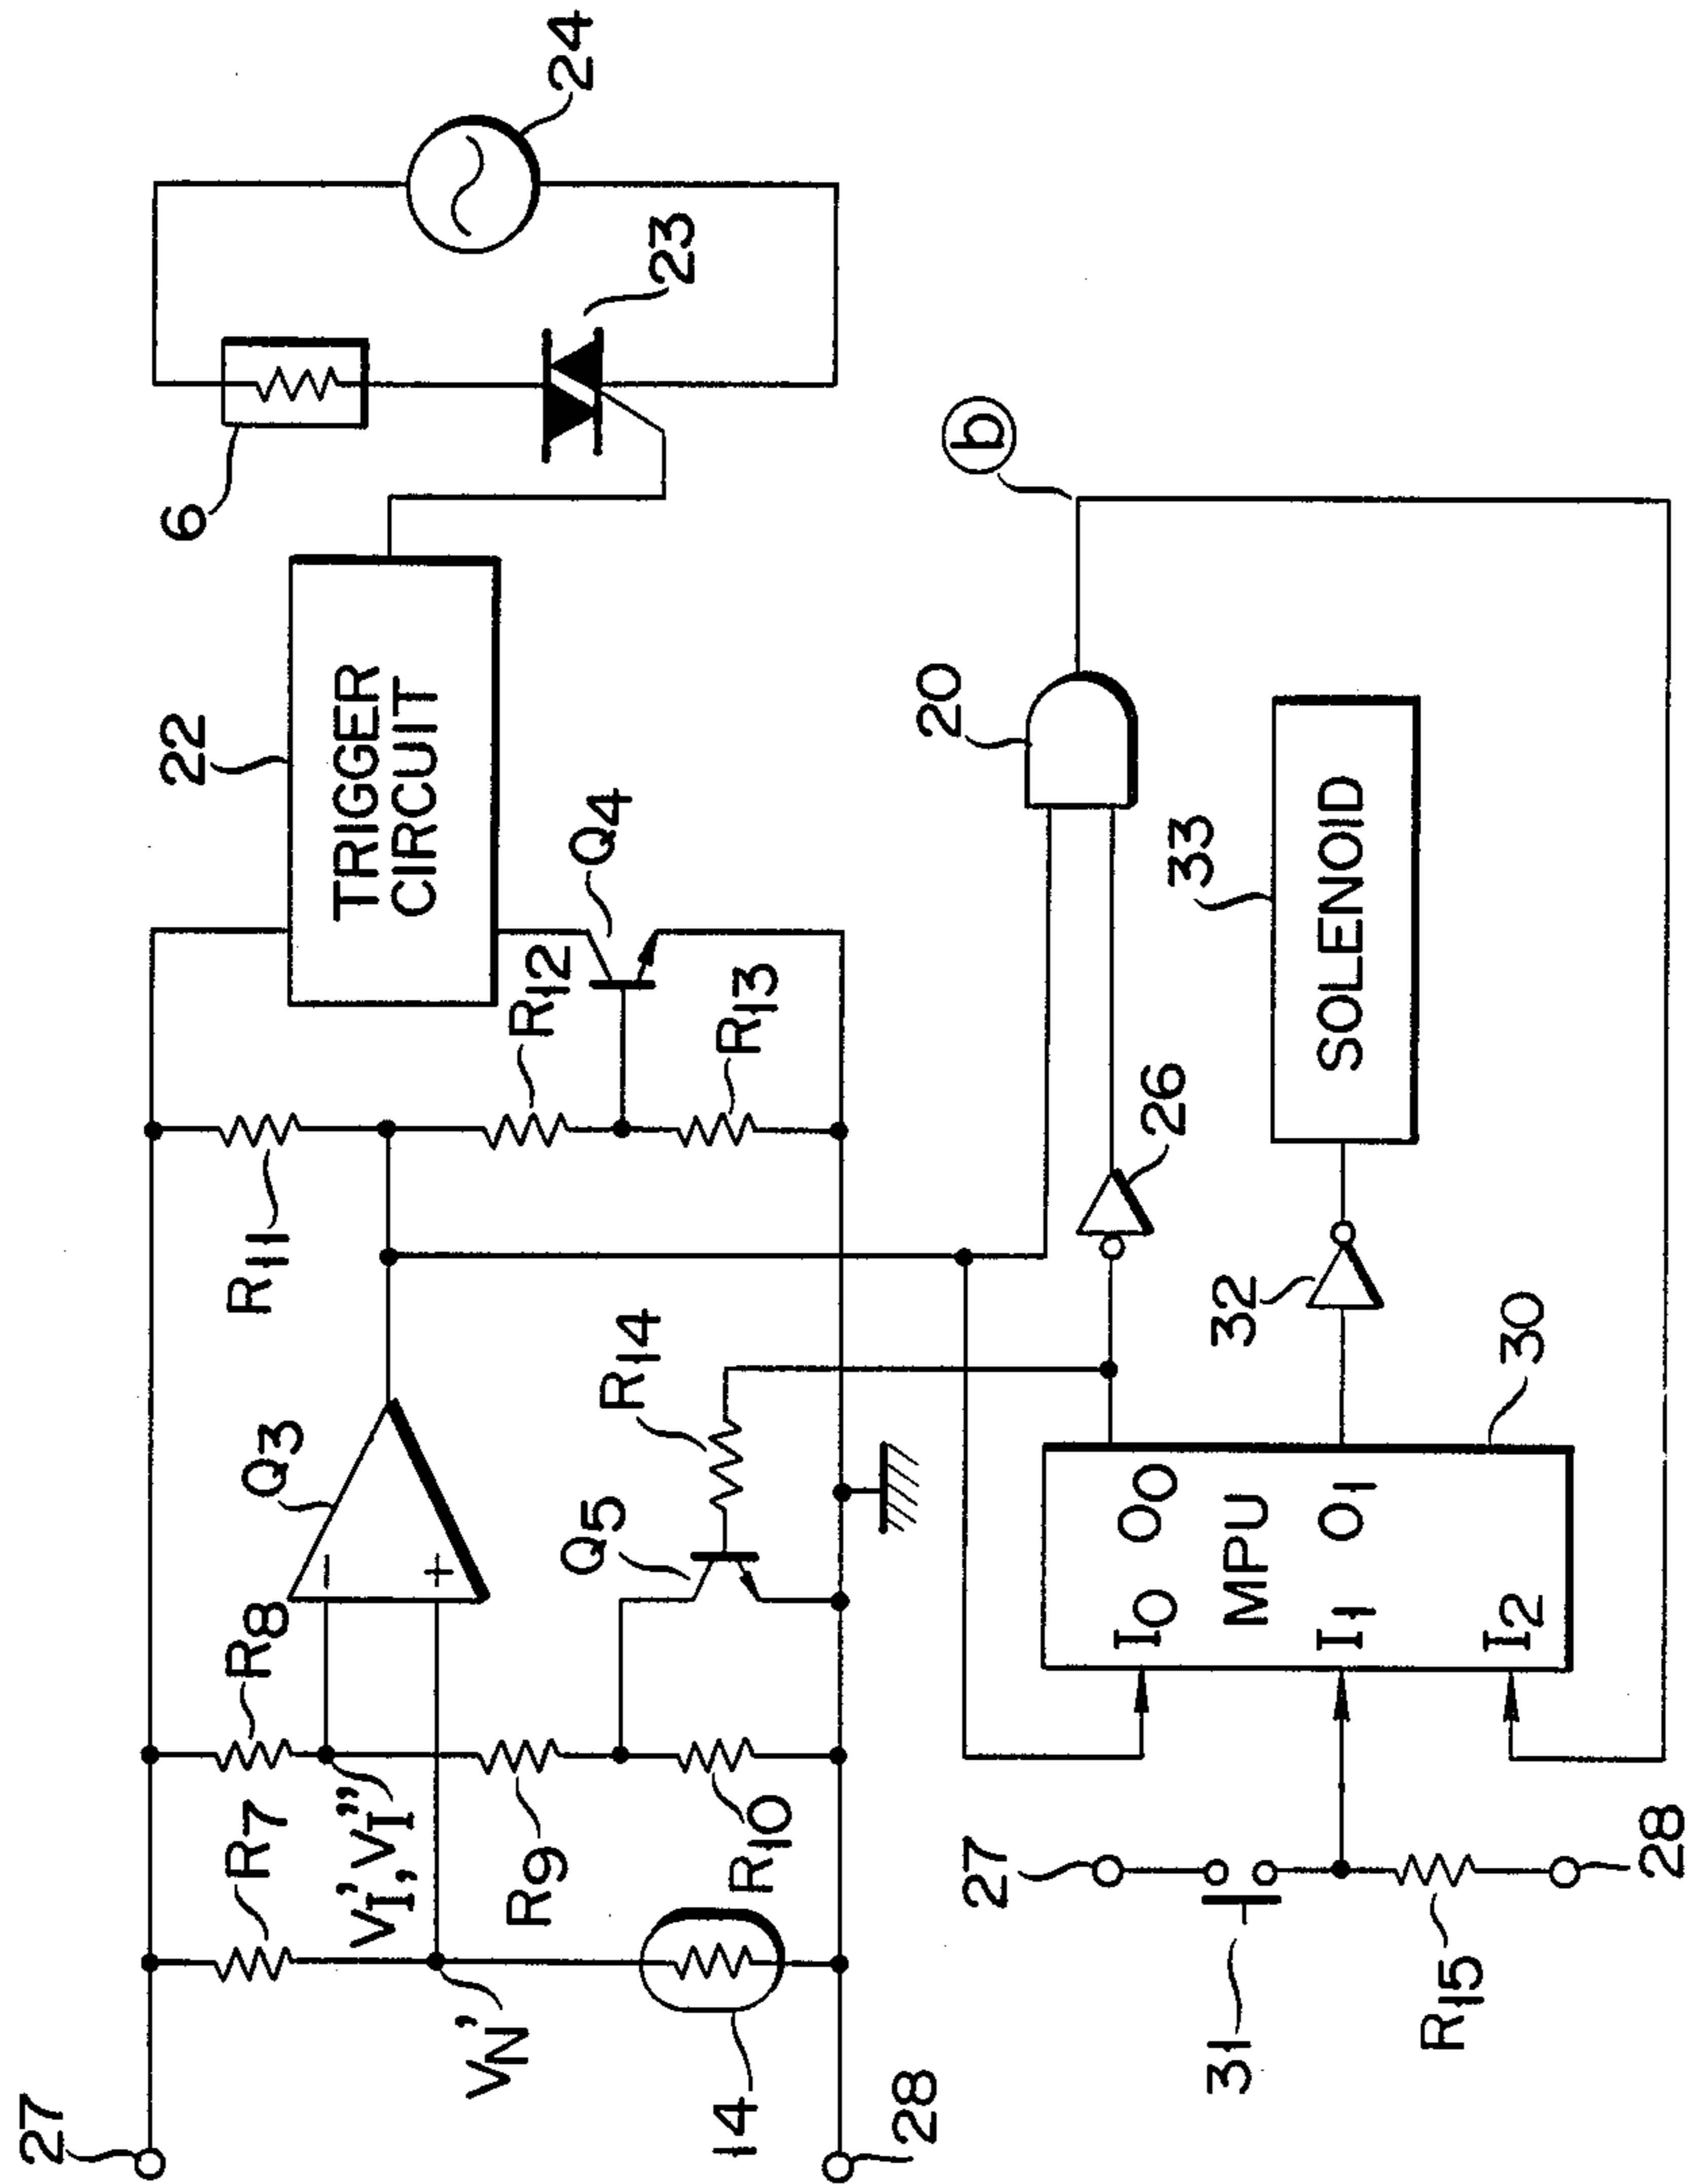 27
R7
R8
Q3
R11
22
TRIGGER
CIRCUIT
6
24
23
VI', VI"
−
+
VN'
R9
R10
14
28
Q5
R14
R12
Q4
R13
20
b
26
27
31
R15
28
I0
I1
I2
MPU
O0
O1
30
32
33
SOLENOID